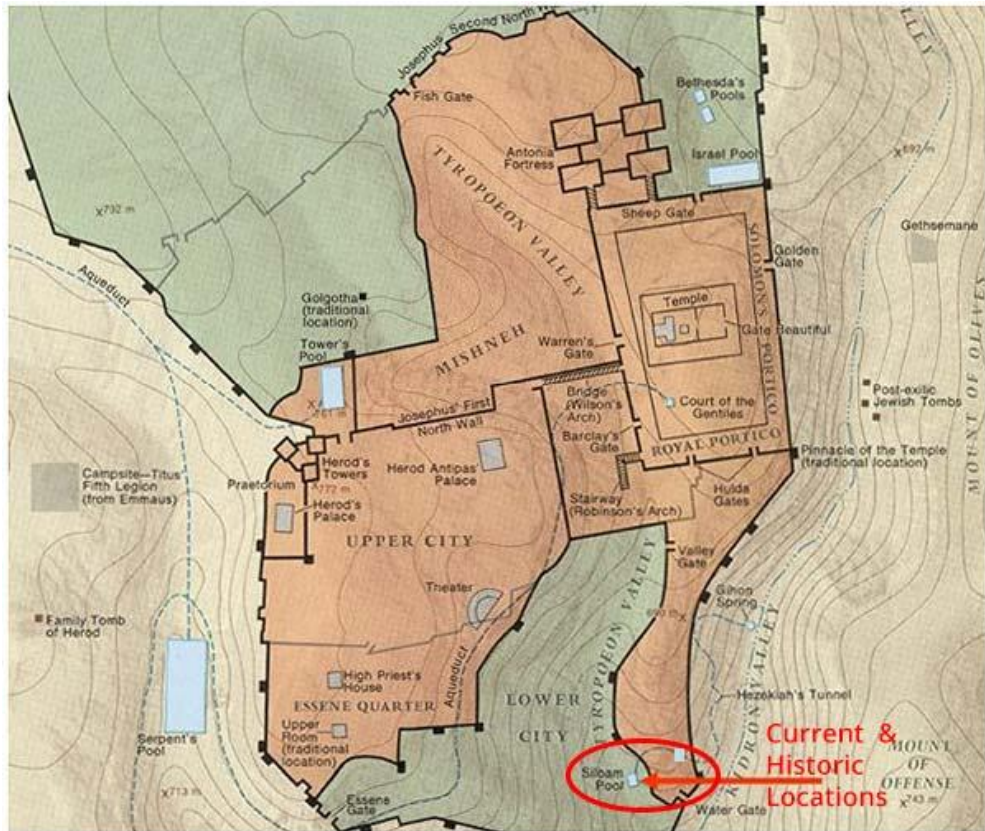 Josephus' Second North Wa
Fish Gate
Bethesda's
Pools
Antonia
Fortress
Israel Pool
VALLEY
X692 m
TYROPOEON VALLEY
Sheep Gate
X792 m
Gethsemane
SOLOMON'S PORTICO
Golden
Gate
Aqueduct
Golgotha
(traditional
location)
Temple
Gate Beautiful
Tower's
Pool
MISHNEH
Warren's
Gate
MOUNT OF OLIVES
Josephus' First
North Wall
Bridge
(Wilson's
Arch)
Court of the
Gentiles
Post-exilic
Jewish Tombs
Barclay's
Gate
ROYAL PORTICO
Pinnacle of the Temple
(traditional location)
Campsite—Titus
Fifth Legion
(from Emmaus)
Praetorium
Herod's
Towers
X772 m
Herod Antipas'
Palace
Herod's
Palace
Stairway
(Robinson's Arch)
Hulda
Gates
UPPER CITY
Valley
Gate
Theater
Gihon
Spring
TYROPOEON VALLEY
KIDRON VALLEY
Family Tomb
of Herod
High Priest's
House
Aqueduct
LOWER
CITY
Hezekiah's Tunnel
ESSENE QUARTER
Upper
Room
(traditional
location)
Serpent's
Pool
Siloam
Pool
Current &
Historic
Locations
MOUNT
OF
OFFENSE
X713 m
Essene
Gate
Water Gate
X743 m